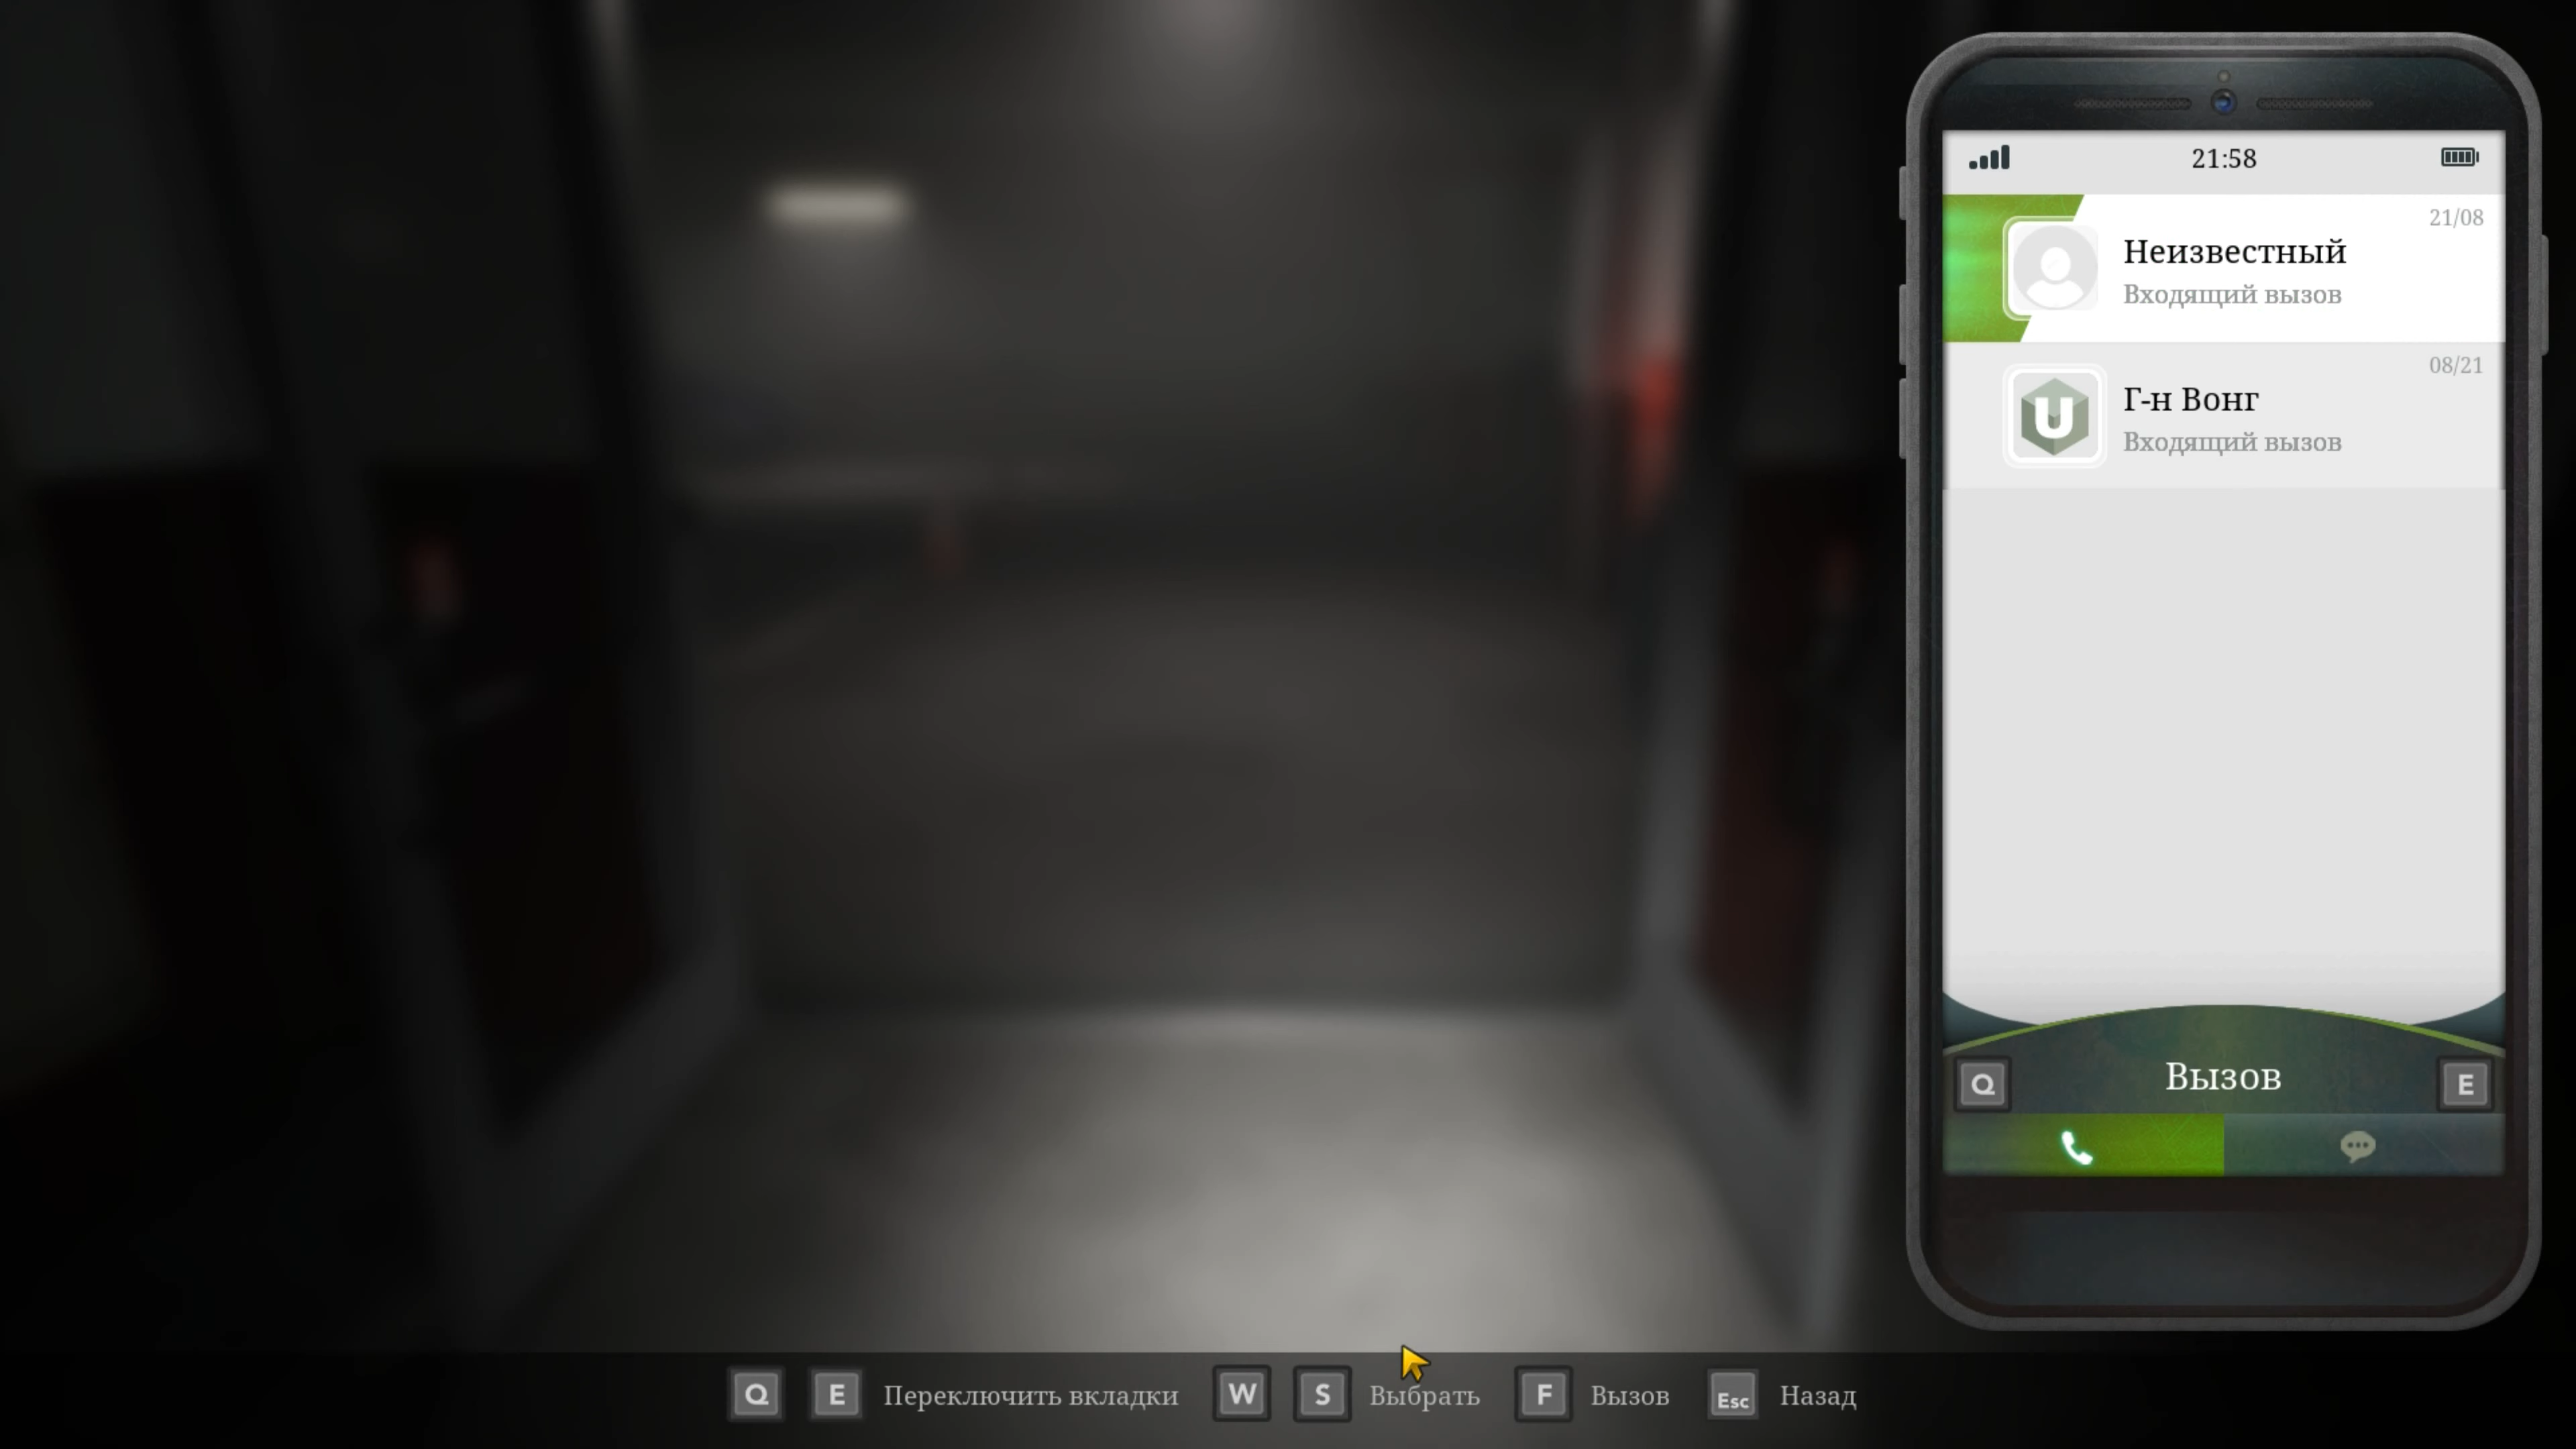 21:58
21/08
Неизвестный
Входящий вызов
08/21
U
Г-н Вонг
Входящий вызов
Q Вызов E
Q E Переключить вкладки W S Выбрать F Вызов Esc Назад